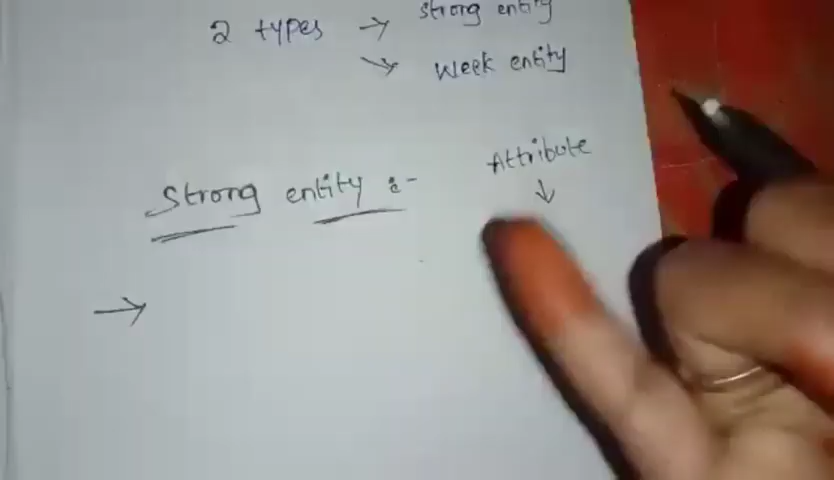 2 types → strong entity
↘ week entity
Attribute
↓
Strong entity :-
→